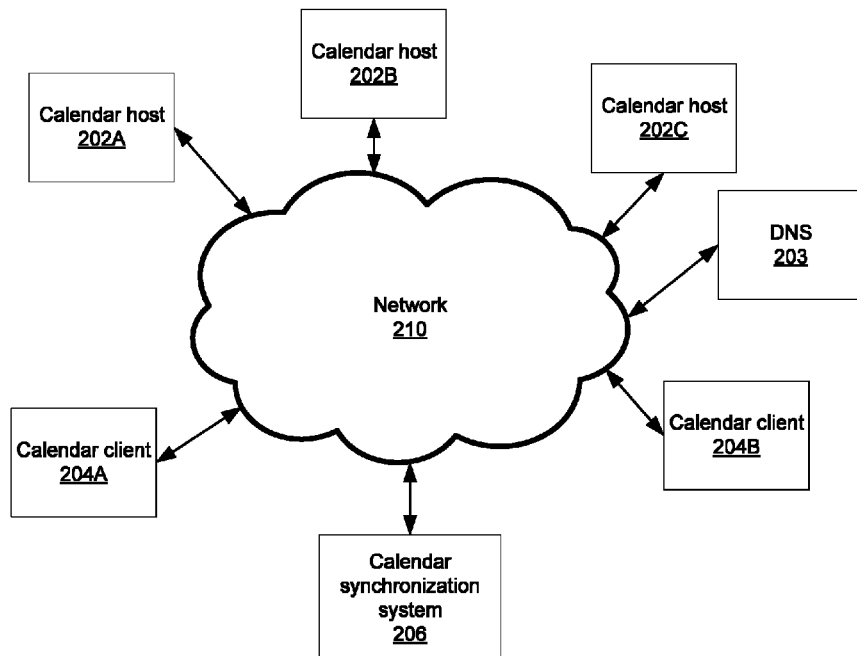 Calendar host
202B
Calendar host
202A
Calendar host
202C
DNS
203
Network
210
Calendar client
204A
Calendar client
204B
Calendar
synchronization
system
206